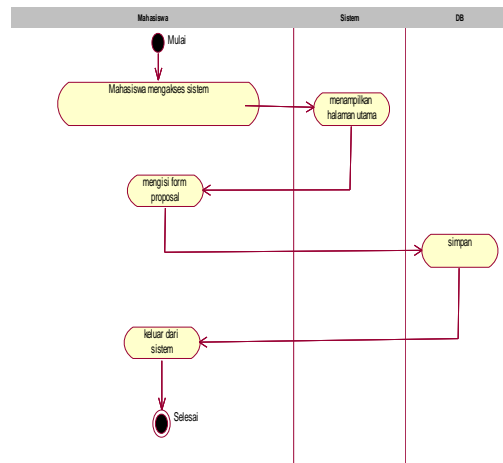 Mahasiswa
Sistem
DB
Mulai
Mahasiswa mengakses sistem
menampilkan
halaman utama
mengisi form
proposal
simpan
keluar dari
sistem
Selesai